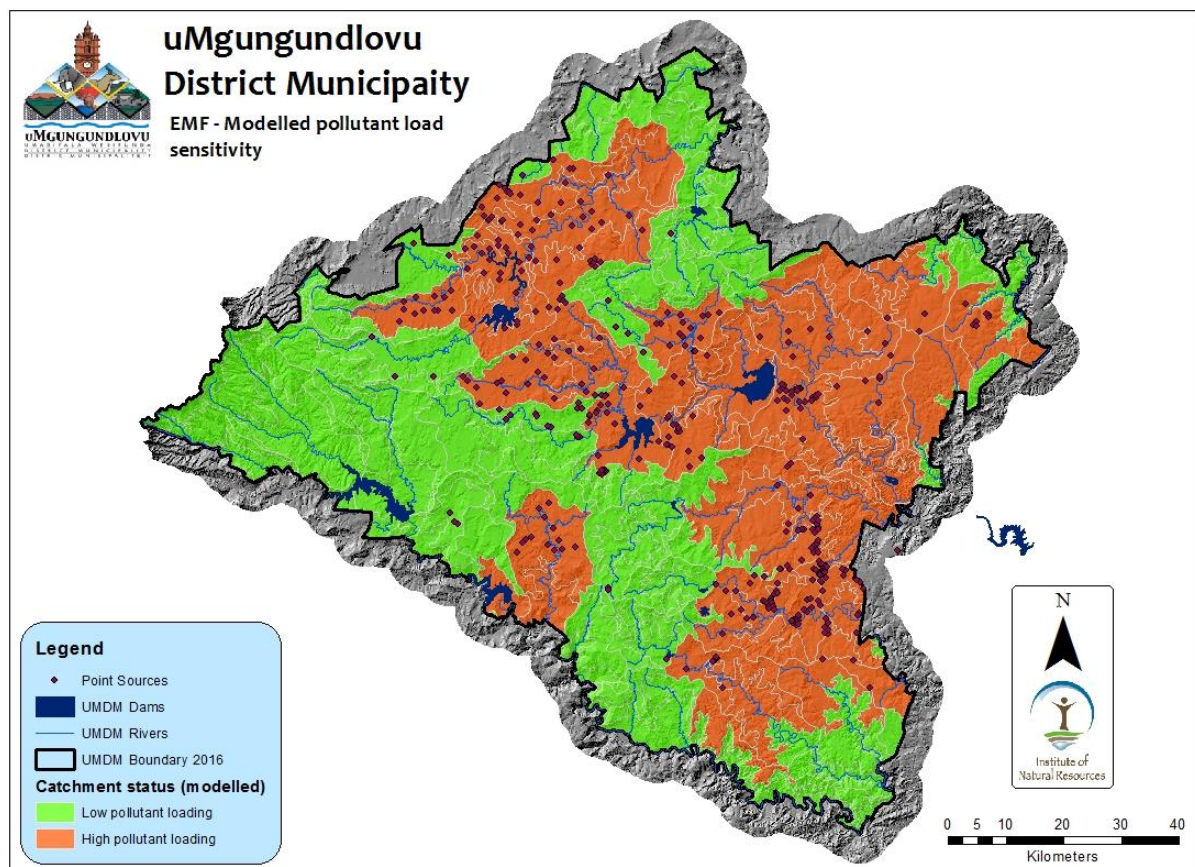 uMgungundlovu
District Municipaity
EMF - Modelled pollutant load
sensitivity
uMGUNGUNDLOVU
Legend
Point Sources
UMDM Dams
UMDM Rivers
UMDM Boundary 2016
Catchment status (modelled)
Low pollutant loading
High pollutant loading
N
Institute of
Natural Resources
0 5 10 20 30 40
Kilometers